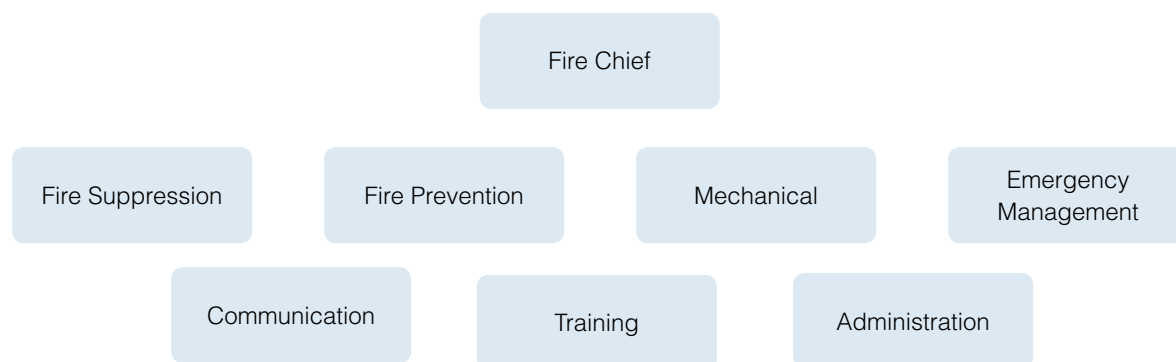 Fire Chief
Fire Suppression
Fire Prevention
Mechanical
Emergency
Management
Communication
Training
Administration